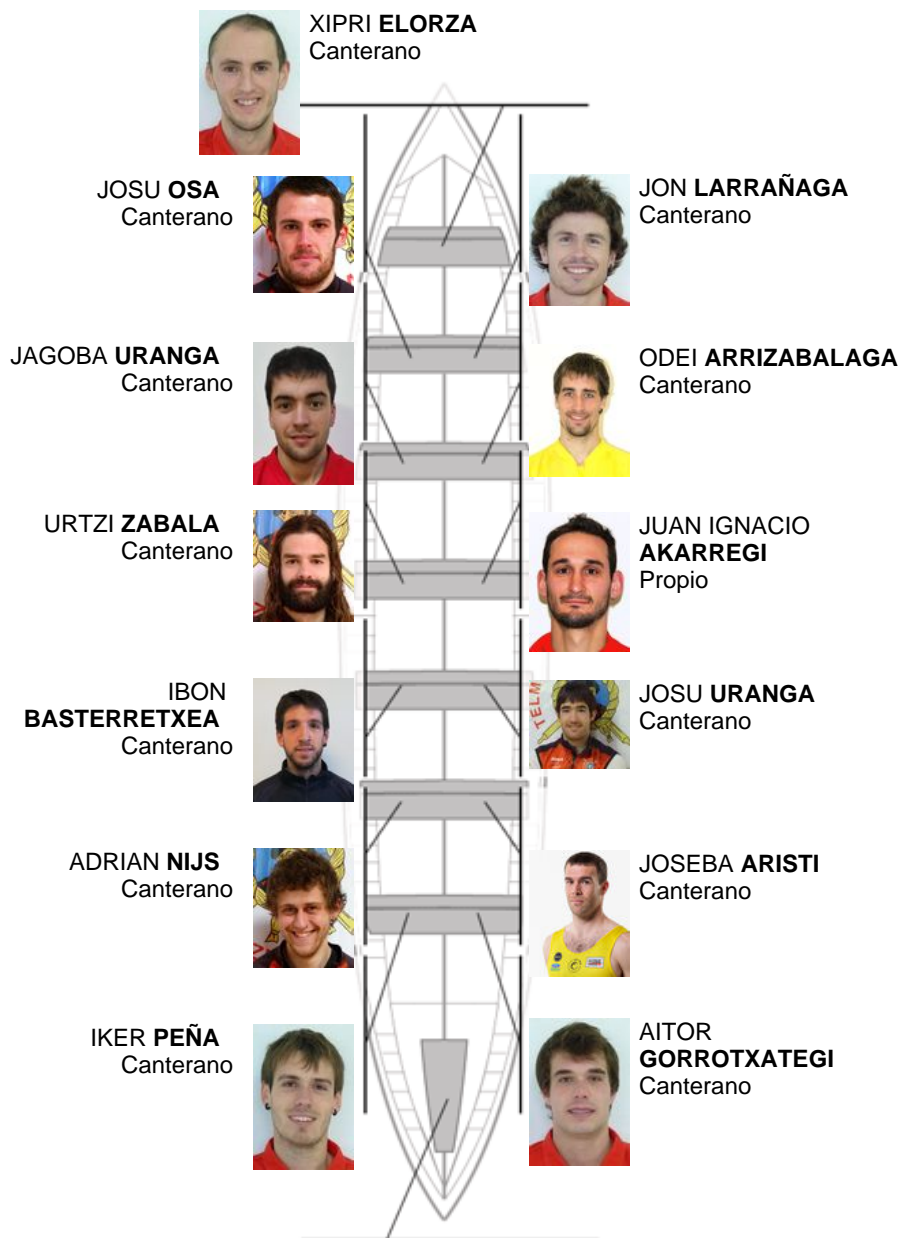 XIPRI ELORZA
Canterano
JOSU OSA
Canterano
JON LARRAÑAGA
Canterano
JAGOBA URANGA
Canterano
ODEI ARRIZABALAGA
Canterano
URTZI ZABALA
Canterano
JUAN IGNACIO
AKARREGI
Propio
IBON
BASTERRETXEA
Canterano
JOSU URANGA
Canterano
TELM
ADRIAN NIJS
Canterano
JOSEBA ARISTI
Canterano
IKER PEÑA
Canterano
AITOR
GORROTXATEGI
Canterano